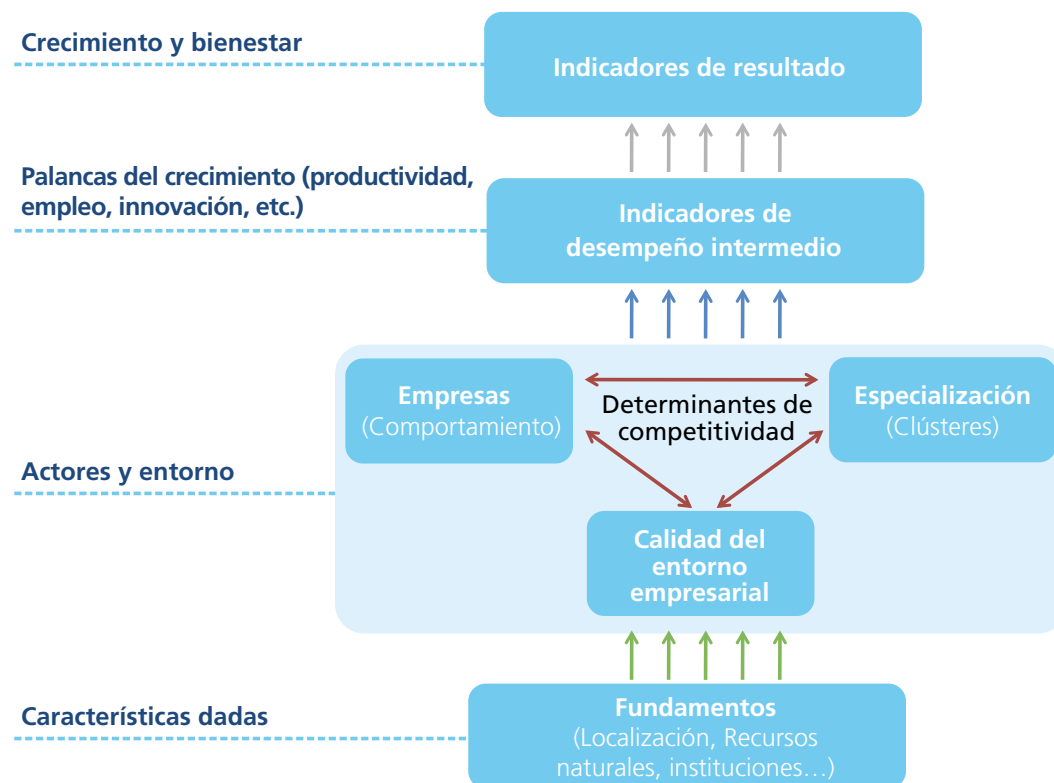 Crecimiento y bienestar
Indicadores de resultado
Palancas del crecimiento (productividad,
empleo, innovación, etc.)
Indicadores de
desempeño intermedio
Empresas
(Comportamiento)
Determinantes de
competitividad
Especialización
(Clústeres)
Actores y entorno
Calidad del
entorno
empresarial
Características dadas
Fundamentos
(Localización, Recursos
naturales, instituciones…)